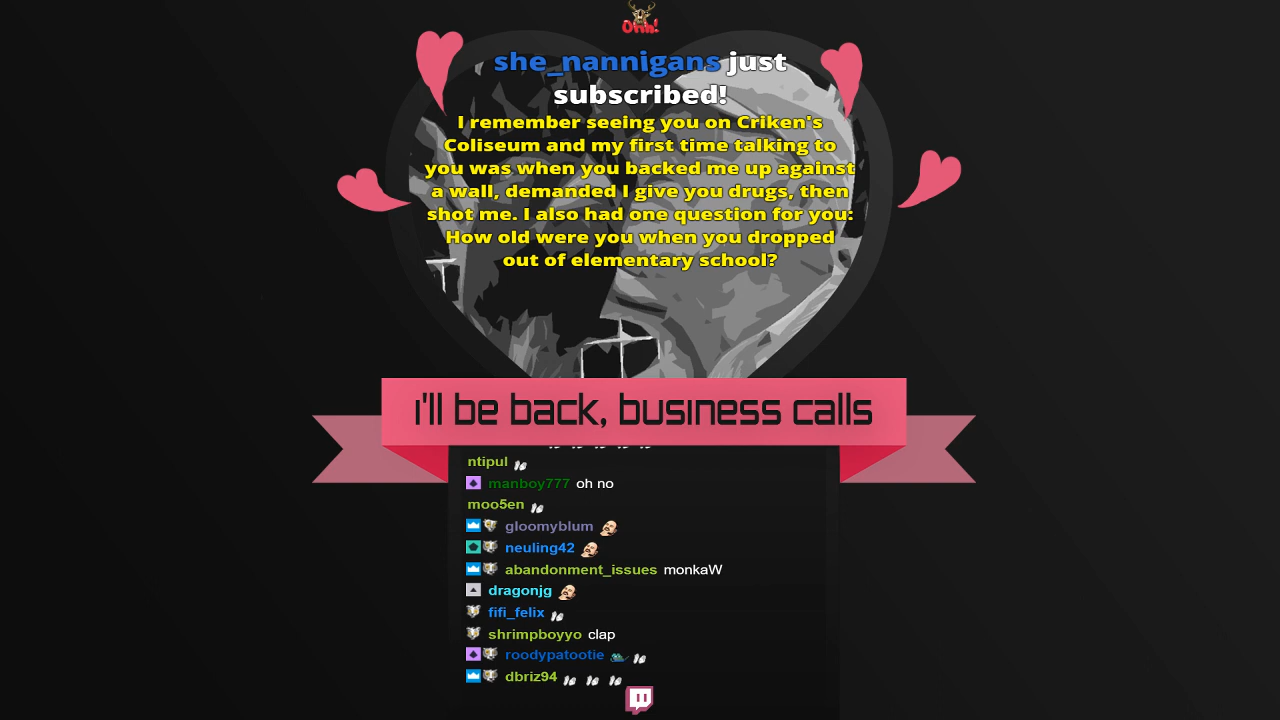 Ohh!
she_nannigans just
subscribed!
I remember seeing you on Criken's
Coliseum and my first time talking to
you was when you backed me up against
a wall, demanded I give you drugs, then
shot me. I also had one question for you:
How old were you when you dropped
out of elementary school?
i'll be back, business calls
ntipul
manboy777 oh no
moo5en
gloomyblum
neuling42
abandonment_issues monkaW
dragonjg
fifi_felix
shrimpboyyo clap
roodypatootie
dbriz94